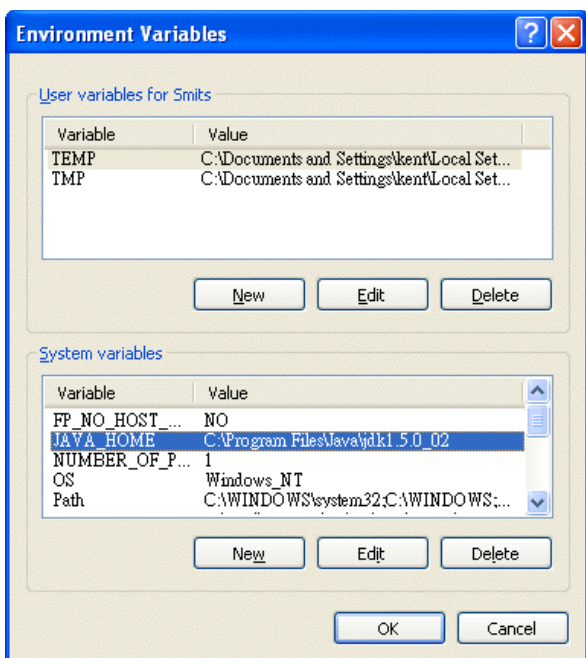 Environment Variables
User variables for Smits
Variable Value
TEMP C:\Documents and Settings\kent\Local Set...
TMP C:\Documents and Settings\kent\Local Set...
New Edit Delete
System variables
Variable Value
FP_NO_HOST_... NO
JAVA_HOME C:\Program Files\Java\jdk1.5.0_02
NUMBER_OF_P... 1
OS Windows_NT
Path C:\WINDOWS\system32;C:\WINDOWS;...
New Edit Delete
OK Cancel